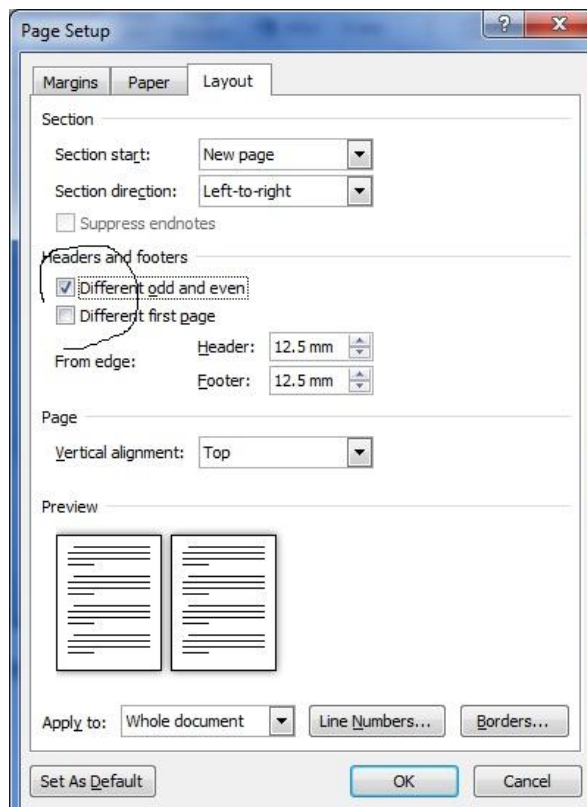 Page Setup
Margins Paper Layout
Section
Section start: New page
Section direction: Left-to-right
Suppress endnotes
Headers and footers
Different odd and even
Different first page
From edge: Header: 12.5 mm
Footer: 12.5 mm
Page
Vertical alignment: Top
Preview
Apply to: Whole document Line Numbers... Borders...
Set As Default OK Cancel